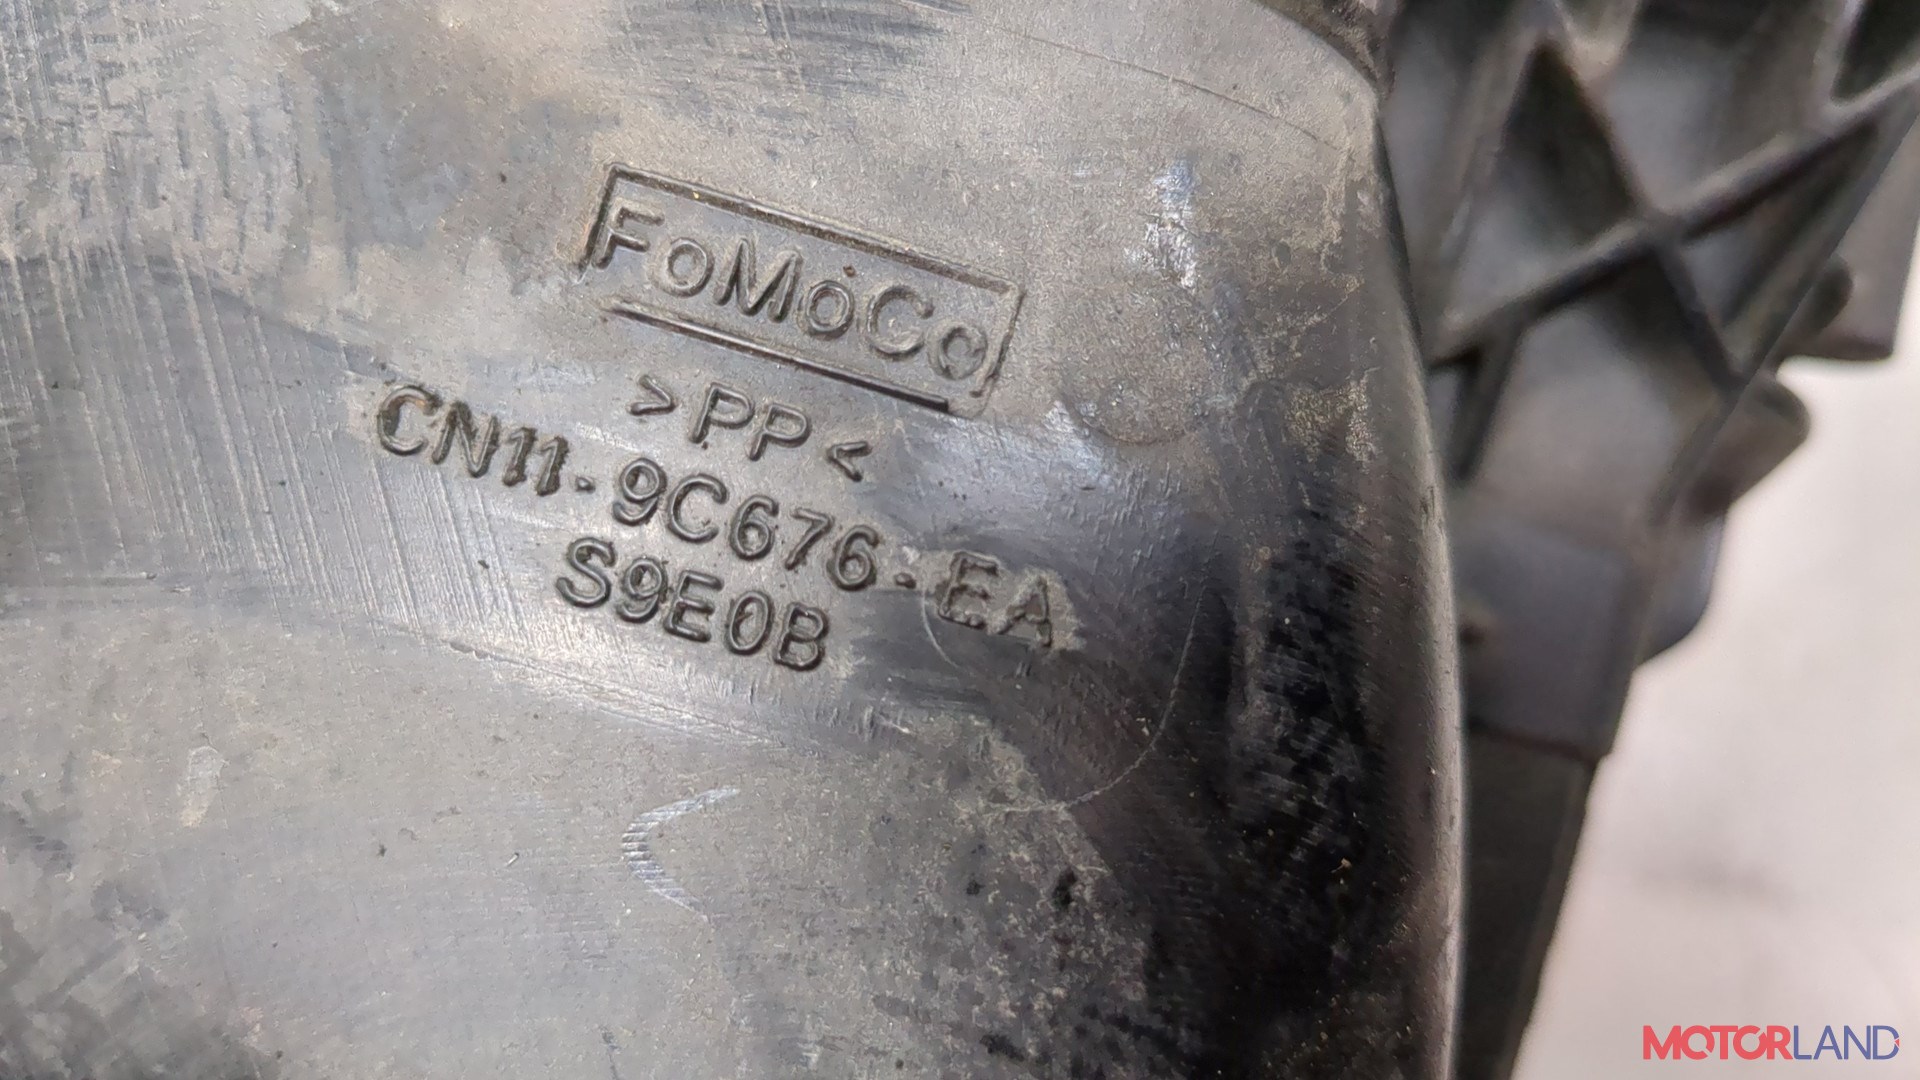 FoMoCo
>PP<
CN11-9C676-EA
S9E0B
MOTORLAND